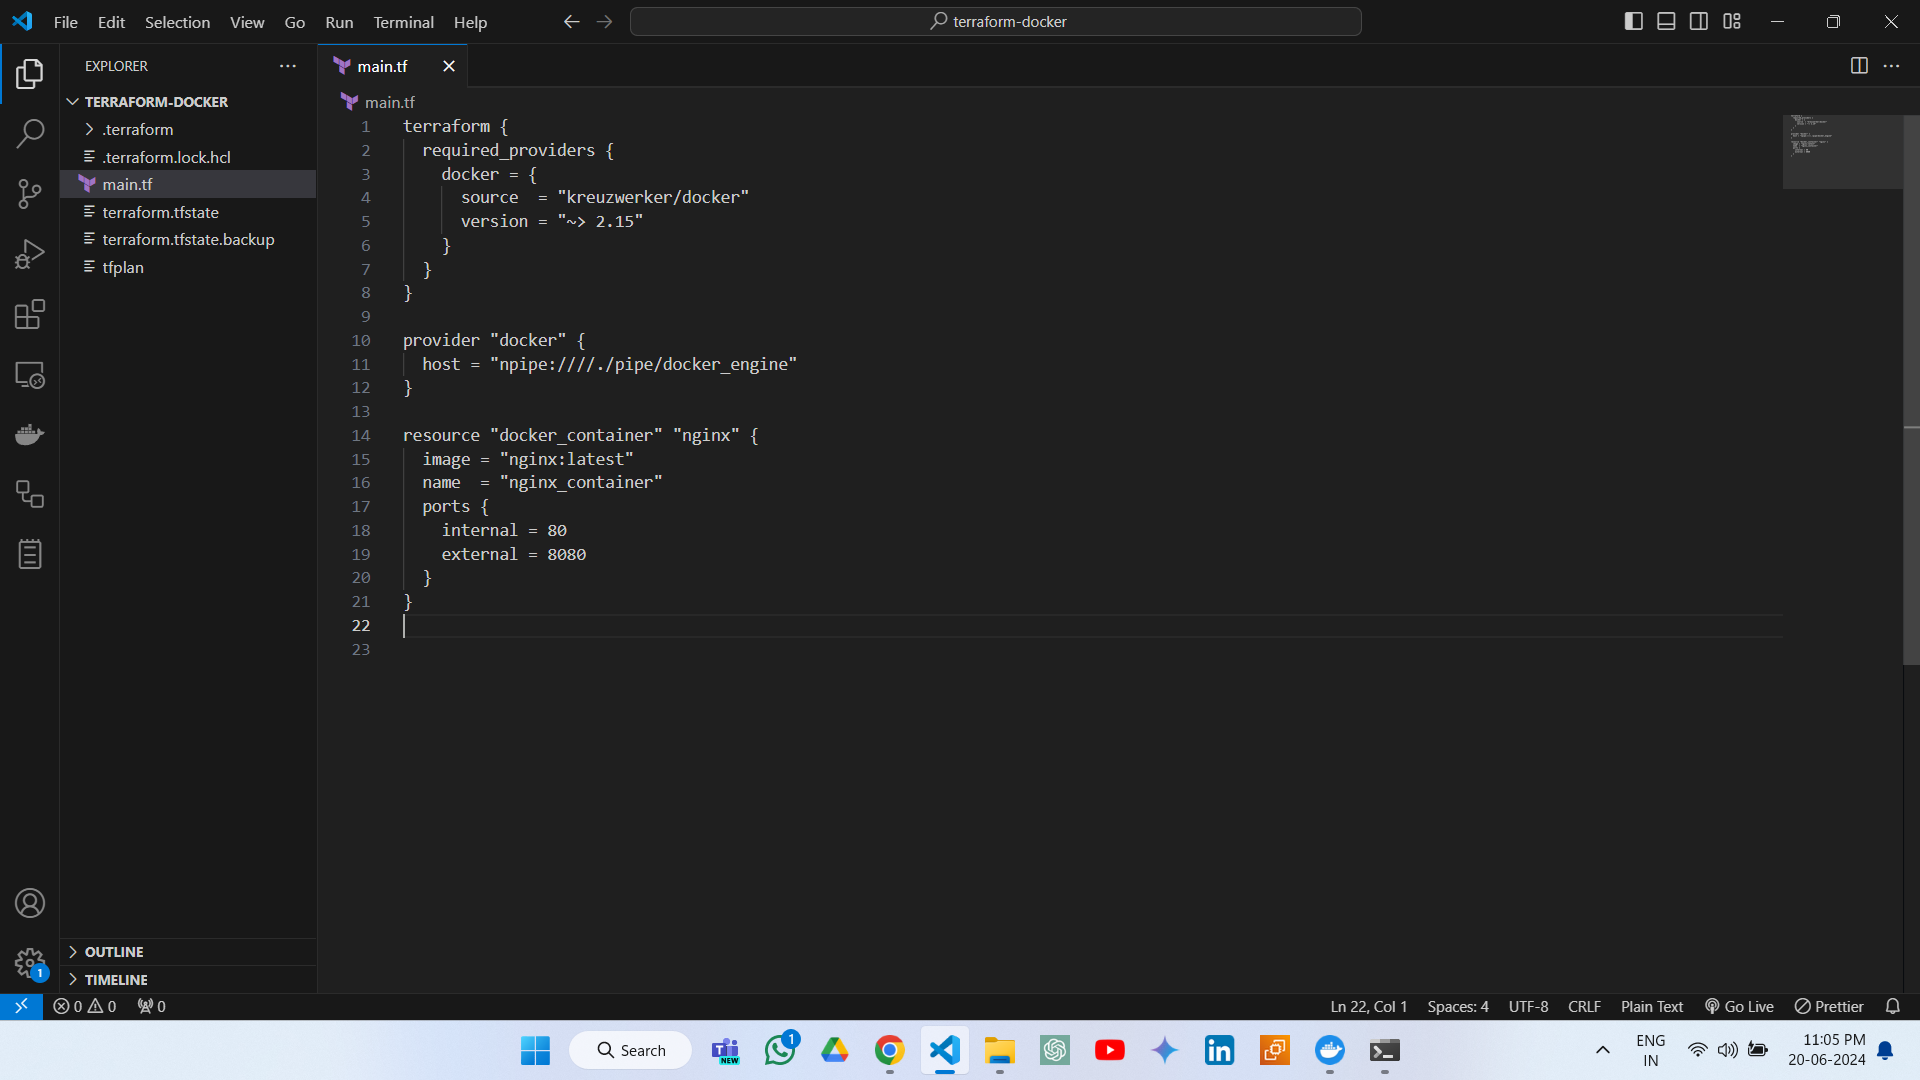 File Edit Selection View Go Run Terminal Help
terraform-docker
EXPLORER
TERRAFORM-DOCKER
.terraform
.terraform.lock.hcl
main.tf
terraform.tfstate
terraform.tfstate.backup
tfplan
OUTLINE
TIMELINE
main.tf
main.tf
1 terraform {
2   required_providers {
3     docker = {
4       source  = "kreuzwerker/docker"
5       version = "~> 2.15"
6     }
7   }
8 }
9
10 provider "docker" {
11   host = "npipe:////./pipe/docker_engine"
12 }
13
14 resource "docker_container" "nginx" {
15   image = "nginx:latest"
16   name  = "nginx_container"
17   ports {
18     internal = 80
19     external = 8080
20   }
21 }
22
23
1
0 0 0
Ln 22, Col 1 Spaces: 4 UTF-8 CRLF Plain Text Go Live Prettier
Search
NEW
1
ENG
IN
11:05 PM
20-06-2024